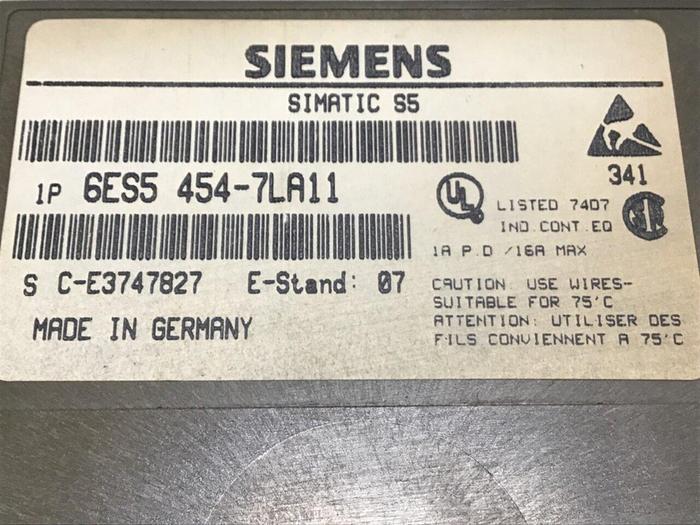 SIEMENS
SIMATIC S5
341
1P 6ES5 454-7LA11
UL LISTED 74D7
IND.CONT.EQ
1A P.D /16A MAX
S C-E3747827 E-Stand: 07
MADE IN GERMANY
CAUTION: USE WIRES-
SUITABLE FOR 75'C
ATTENTION: UTILISER DES
FILS CONVIENNENT A 75'C